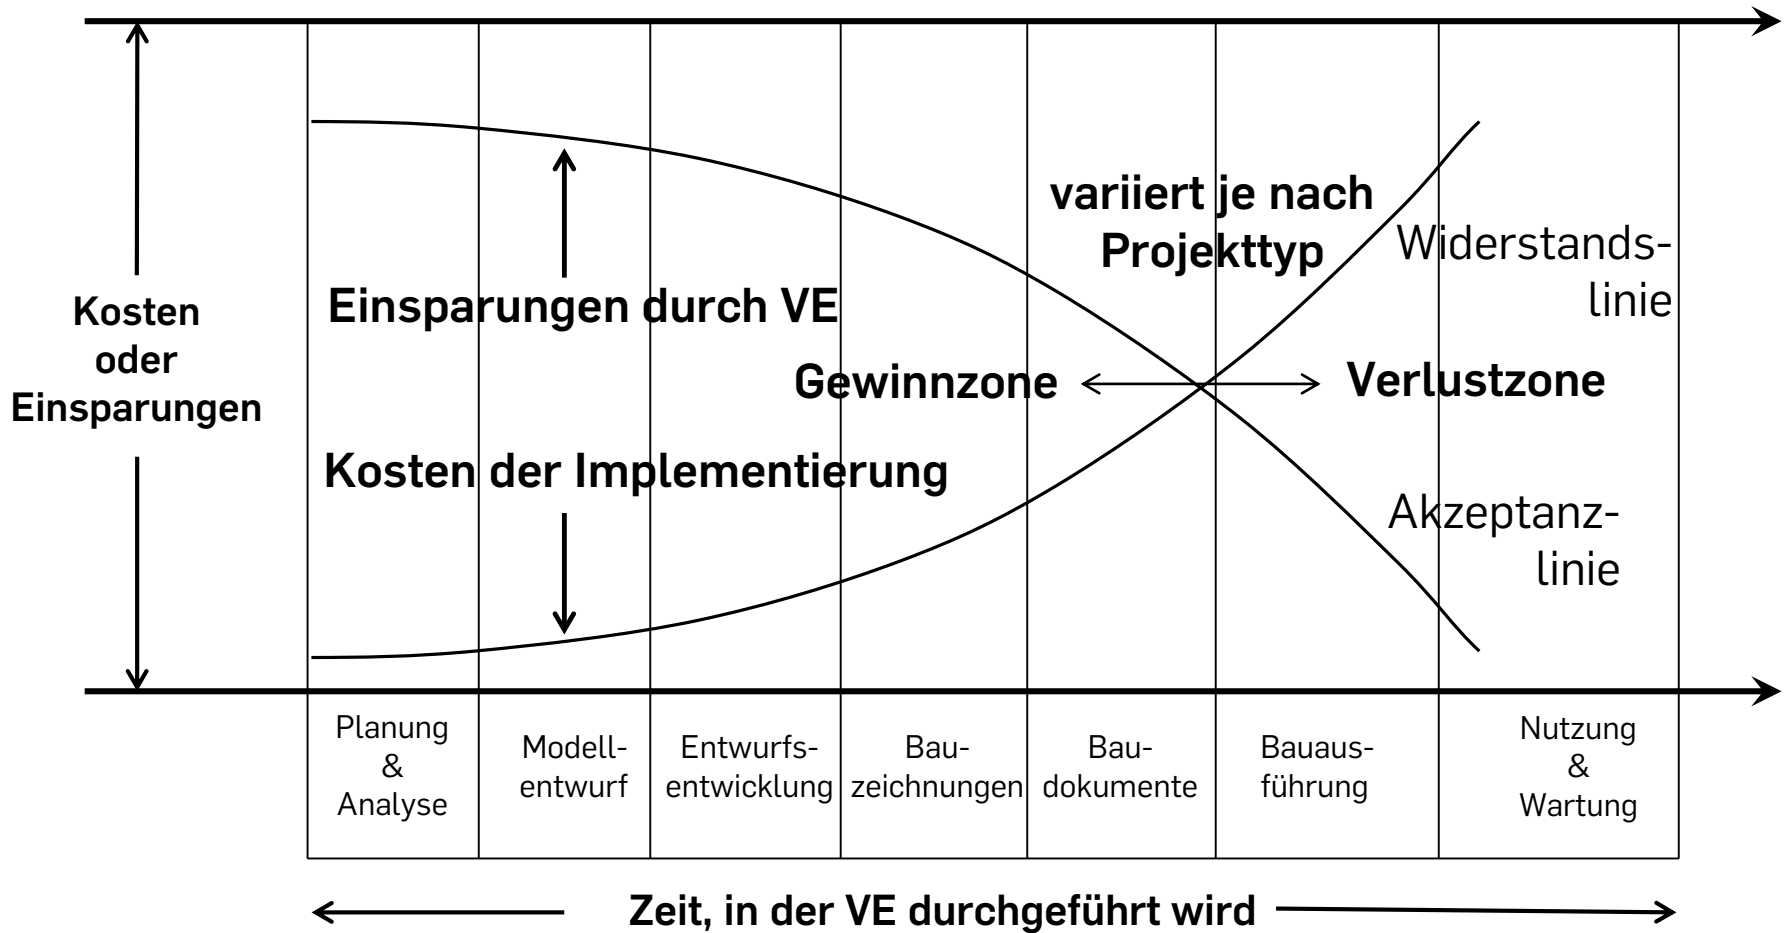 variiert je nach
Projekttyp
Widerstands-
linie
Einsparungen durch VE
Kosten
oder
Einsparungen
Gewinnzone
Verlustzone
Kosten der Implementierung
Akzeptanz-
linie
Planung
&
Analyse
Modell-
entwurf
Entwurfs-
entwicklung
Bau-
zeichnungen
Bau-
dokumente
Bauaus-
führung
Nutzung
&
Wartung
Zeit, in der VE durchgeführt wird